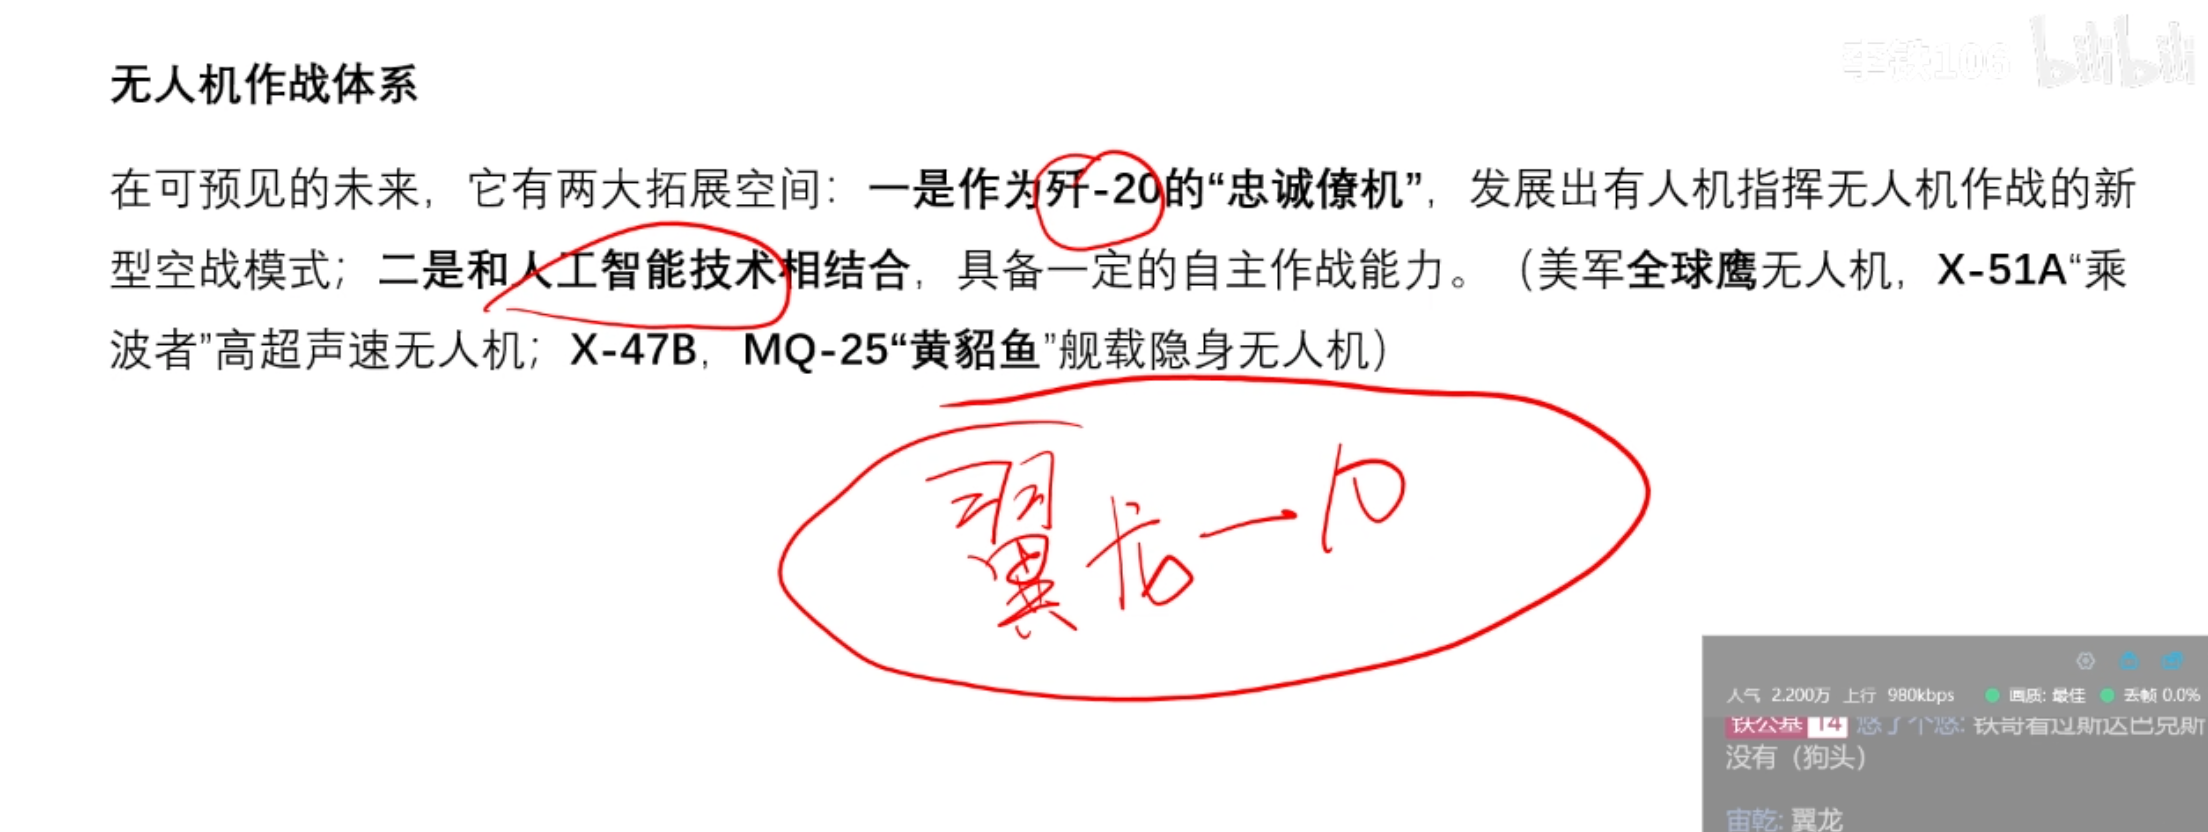 李铁106 bilibili
无人机作战体系
在可预见的未来，它有两大拓展空间：一是作为歼-20的“忠诚僚机”，发展出有人机指挥无人机作战的新
型空战模式；二是和人工智能技术相结合，具备一定的自主作战能力。（美军全球鹰无人机，X-51A“乘
波者”高超声速无人机；X-47B，MQ-25“黄貂鱼”舰载隐身无人机）
翼龙-10
人气 2.200万 上行 980kbps 画质: 最佳 丢帧 0.0%
铁公基 14 悠了个悠: 铁哥看过斯达巴克斯
没有（狗头）
宙乾: 翼龙